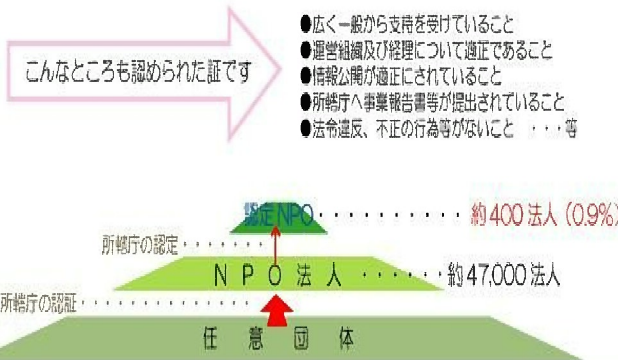 こんなところも認められた証です
●広く一般から支持を受けていること
●運営組織及び経理について適正であること
●情報公開が適正にされていること
●所轄庁へ事業報告書等が提出されていること
●法令違反、不正の行為等がないこと ・・・等
認定NPO・・・・・・・・・・約400法人(0.9%)
所轄庁の認定・・・・・・・
NPO法人 ・・・・・・約47,000法人
所轄庁の認証・・・・・・・・・・・・・
任意団体